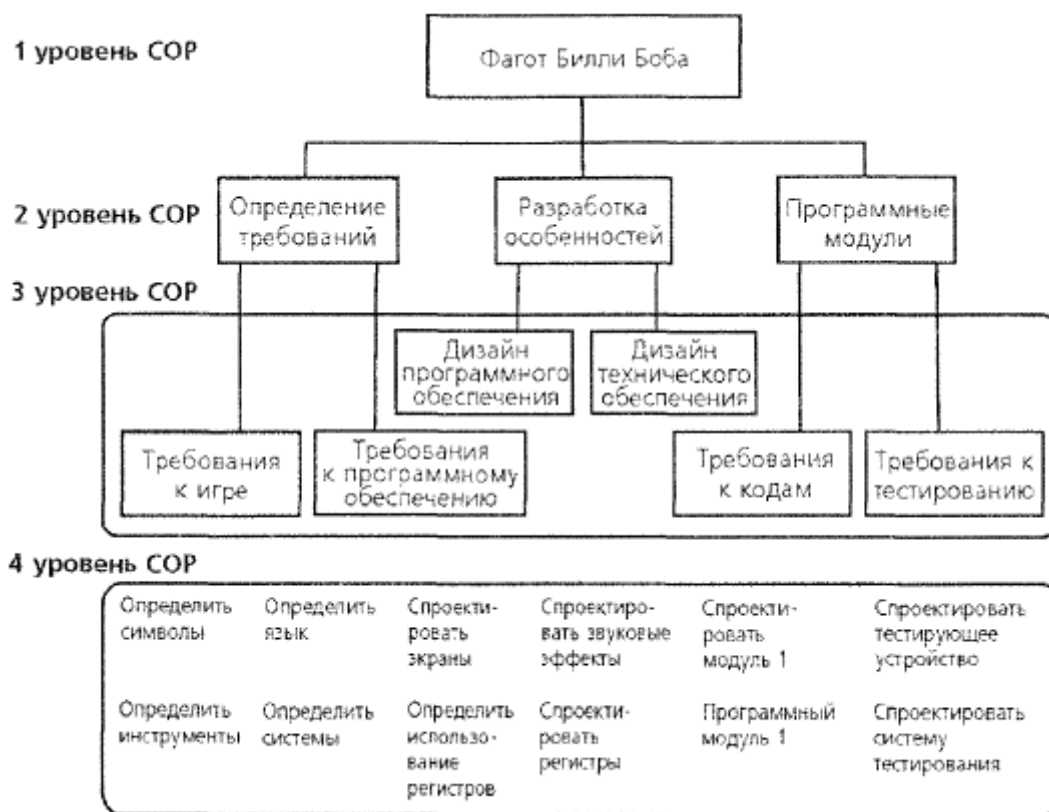 1 уровень СОР
Фагот Билли Боба
2 уровень СОР
Определение
требований
Разработка
особенностей
Программные
модули
3 уровень СОР
Дизайн
программного
обеспечения
Дизайн
технического
обеспечения
Требования
к игре
Требования
к программному
обеспечению
Требования
к кодам
Требования к
тестированию
4 уровень СОР
Определить
символы
Определить
язык
Спроекти-
ровать
экраны
Спроектиро-
вать звуковые
эффекты
Спроекти-
ровать
модуль 1
Спроектировать
тестирующее
устройство
Определить
инструменты
Определить
системы
Определить
использо-
вание
регистров
Спроекти-
ровать
регистры
Программный
модуль 1
Спроектировать
систему
тестирования